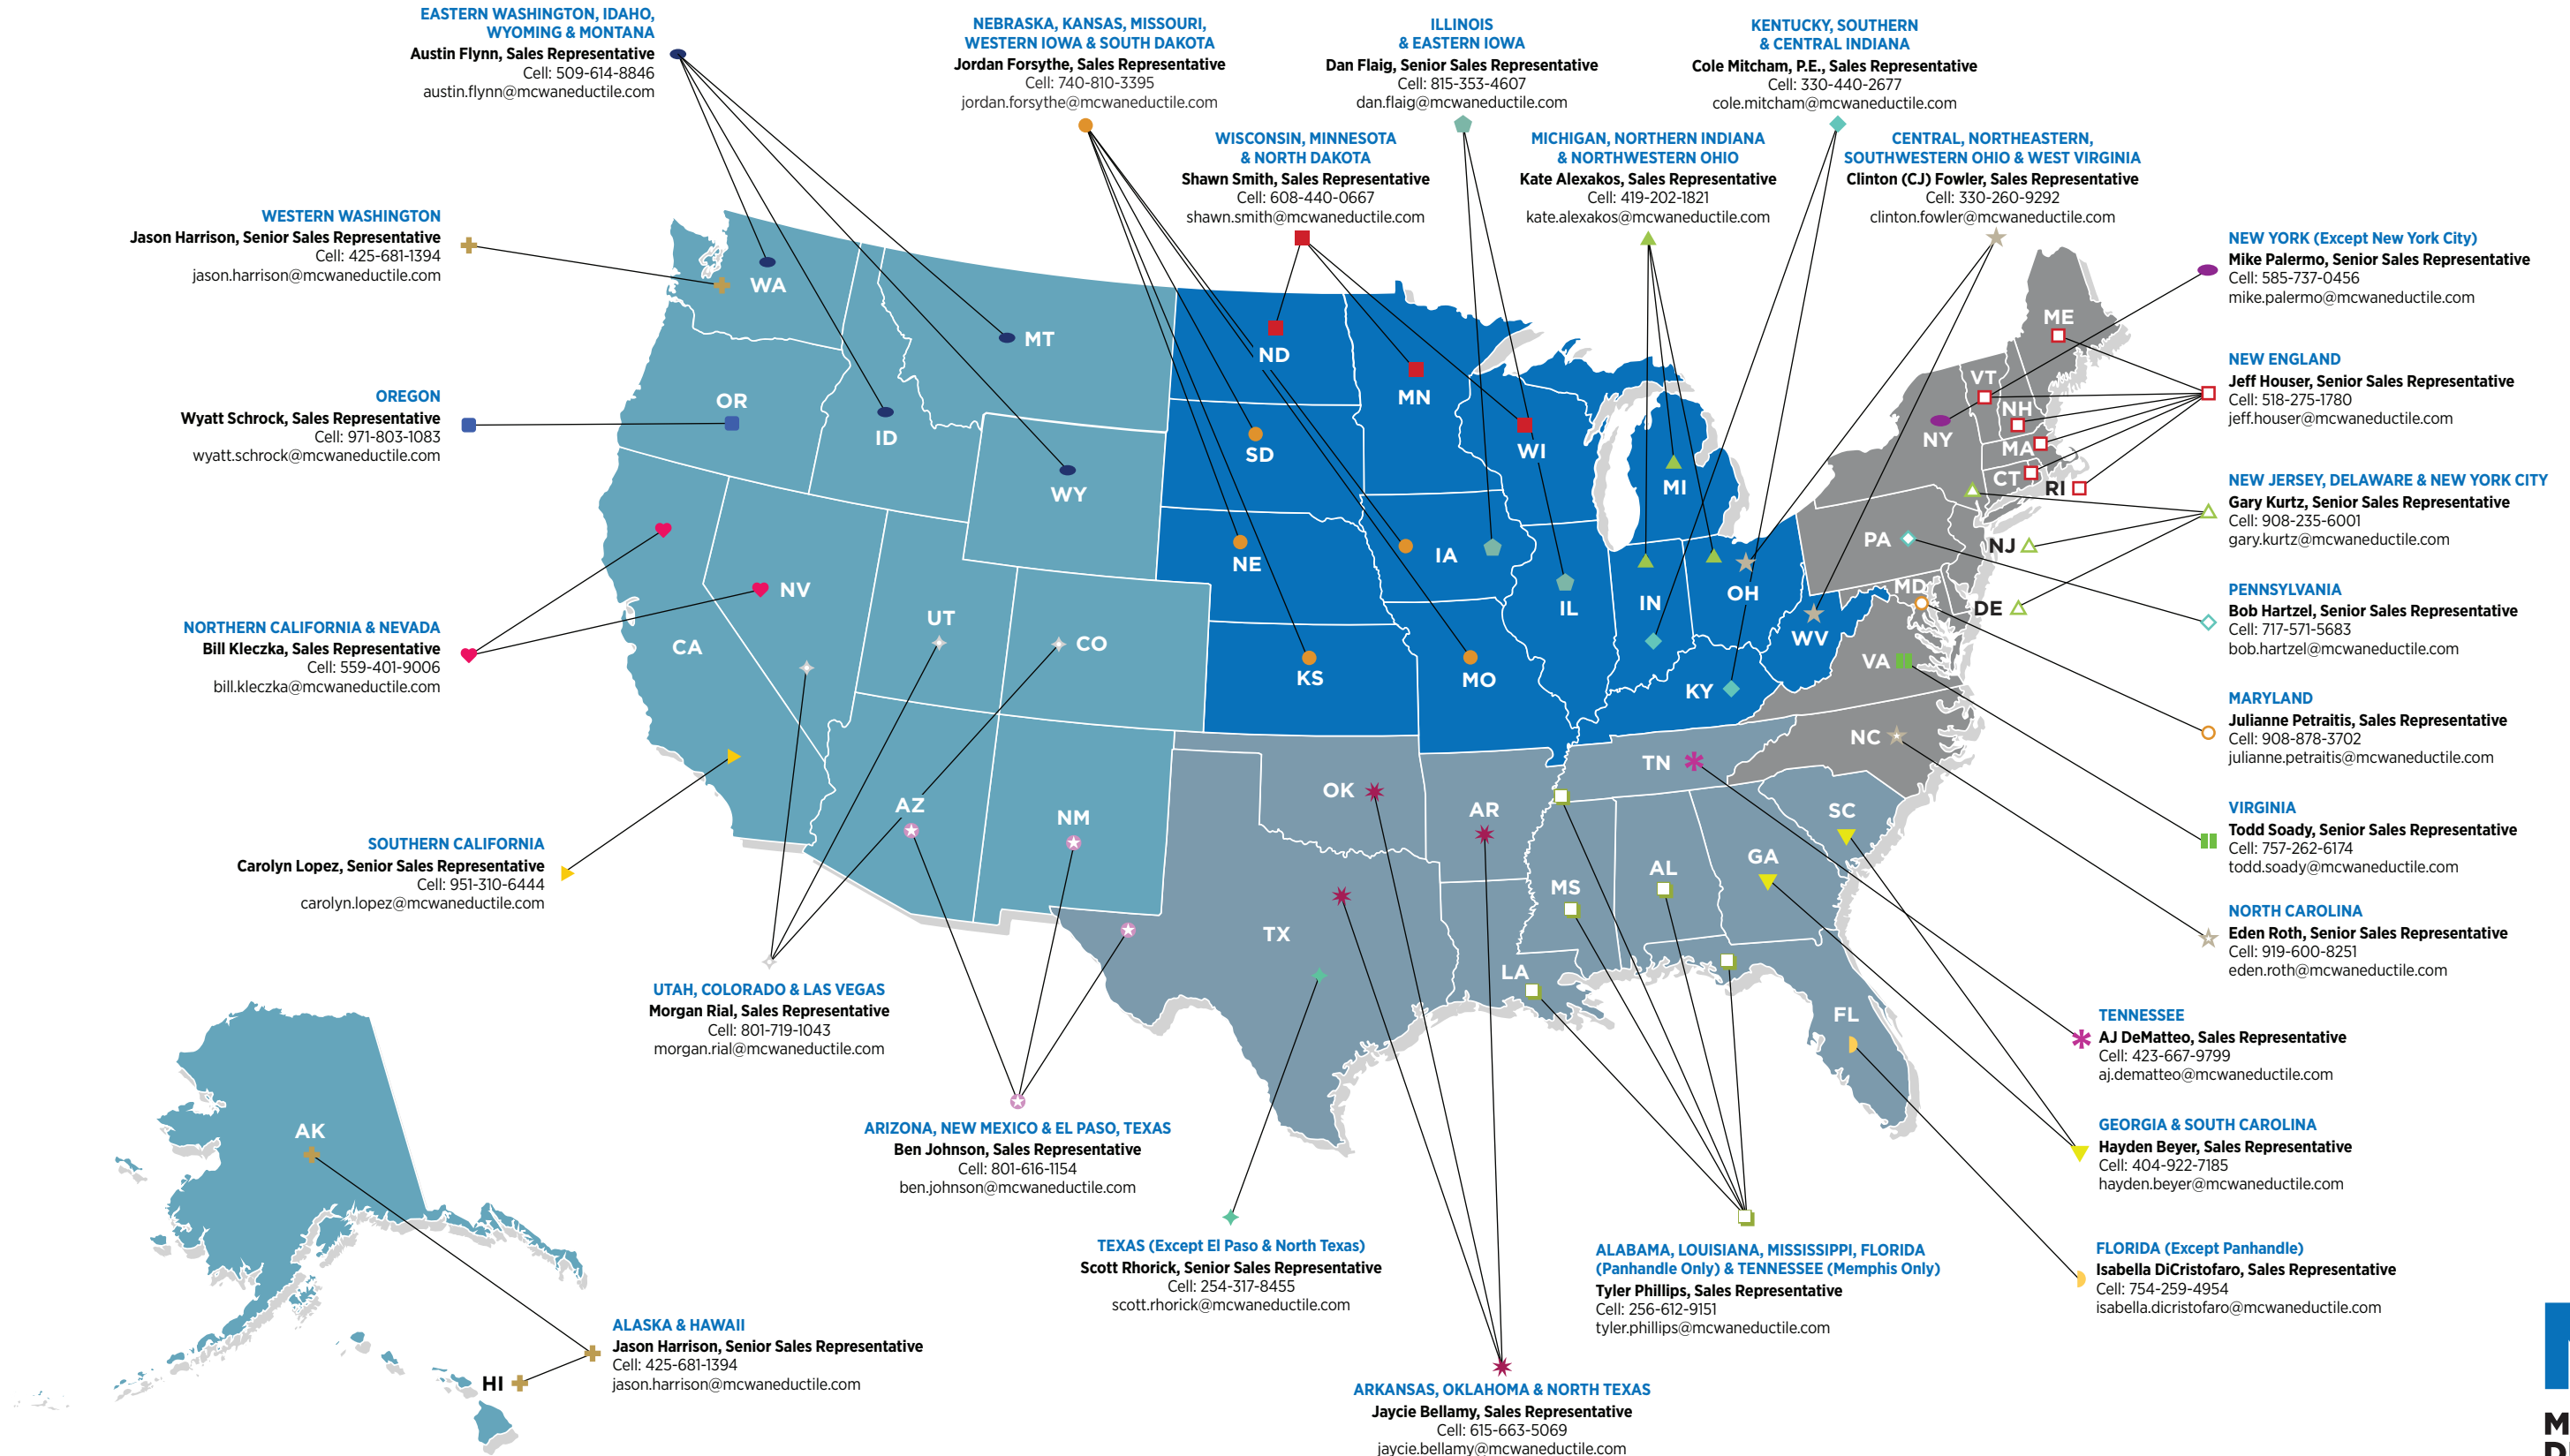 EASTERN WASHINGTON, IDAHO,
WYOMING & MONTANA
Austin Flynn, Sales Representative
Cell: 509-614-8846
austin.flynn@mcwaneductile.com
NEBRASKA, KANSAS, MISSOURI,
WESTERN IOWA & SOUTH DAKOTA
Jordan Forsythe, Sales Representative
Cell: 740-810-3395
jordan.forsythe@mcwaneductile.com
ILLINOIS
& EASTERN IOWA
Dan Flaig, Senior Sales Representative
Cell: 815-353-4607
dan.flaig@mcwaneductile.com
KENTUCKY, SOUTHERN
& CENTRAL INDIANA
Cole Mitcham, P.E., Sales Representative
Cell: 330-440-2677
cole.mitcham@mcwaneductile.com
WISCONSIN, MINNESOTA
& NORTH DAKOTA
Shawn Smith, Sales Representative
Cell: 608-440-0667
shawn.smith@mcwaneductile.com
MICHIGAN, NORTHERN INDIANA
& NORTHWESTERN OHIO
Kate Alexakos, Sales Representative
Cell: 419-202-1821
kate.alexakos@mcwaneductile.com
CENTRAL, NORTHEASTERN,
SOUTHWESTERN OHIO & WEST VIRGINIA
Clinton (CJ) Fowler, Sales Representative
Cell: 330-260-9292
clinton.fowler@mcwaneductile.com
WESTERN WASHINGTON
Jason Harrison, Senior Sales Representative
Cell: 425-681-1394
jason.harrison@mcwaneductile.com
OREGON
Wyatt Schrock, Sales Representative
Cell: 971-803-1083
wyatt.schrock@mcwaneductile.com
NORTHERN CALIFORNIA & NEVADA
Bill Kleczka, Sales Representative
Cell: 559-401-9006
bill.kleczka@mcwaneductile.com
SOUTHERN CALIFORNIA
Carolyn Lopez, Senior Sales Representative
Cell: 951-310-6444
carolyn.lopez@mcwaneductile.com
WA
MT
OR
ID
WY
NV
UT
CO
CA
AZ
NM
ND
MN
SD
WI
MI
NE
IA
IL
IN
OH
KS
MO
KY
WV
ME
VT
NH
NY
MA
CT
RI
PA
NJ
MD
DE
VA
NC
TN
OK
AR
SC
GA
AL
MS
TX
LA
FL
AK
HI
NEW YORK (Except New York City)
Mike Palermo, Senior Sales Representative
Cell: 585-737-0456
mike.palermo@mcwaneductile.com
NEW ENGLAND
Jeff Houser, Senior Sales Representative
Cell: 518-275-1780
jeff.houser@mcwaneductile.com
NEW JERSEY, DELAWARE & NEW YORK CITY
Gary Kurtz, Senior Sales Representative
Cell: 908-235-6001
gary.kurtz@mcwaneductile.com
PENNSYLVANIA
Bob Hartzel, Senior Sales Representative
Cell: 717-571-5683
bob.hartzel@mcwaneductile.com
MARYLAND
Julianne Petraitis, Sales Representative
Cell: 908-878-3702
julianne.petraitis@mcwaneductile.com
VIRGINIA
Todd Soady, Senior Sales Representative
Cell: 757-262-6174
todd.soady@mcwaneductile.com
NORTH CAROLINA
Eden Roth, Senior Sales Representative
Cell: 919-600-8251
eden.roth@mcwaneductile.com
TENNESSEE
AJ DeMatteo, Sales Representative
Cell: 423-667-9799
aj.dematteo@mcwaneductile.com
GEORGIA & SOUTH CAROLINA
Hayden Beyer, Sales Representative
Cell: 404-922-7185
hayden.beyer@mcwaneductile.com
FLORIDA (Except Panhandle)
Isabella DiCristofaro, Sales Representative
Cell: 754-259-4954
isabella.dicristofaro@mcwaneductile.com
UTAH, COLORADO & LAS VEGAS
Morgan Rial, Sales Representative
Cell: 801-719-1043
morgan.rial@mcwaneductile.com
ARIZONA, NEW MEXICO & EL PASO, TEXAS
Ben Johnson, Sales Representative
Cell: 801-616-1154
ben.johnson@mcwaneductile.com
TEXAS (Except El Paso & North Texas)
Scott Rhorick, Senior Sales Representative
Cell: 254-317-8455
scott.rhorick@mcwaneductile.com
ALABAMA, LOUISIANA, MISSISSIPPI, FLORIDA
(Panhandle Only) & TENNESSEE (Memphis Only)
Tyler Phillips, Sales Representative
Cell: 256-612-9151
tyler.phillips@mcwaneductile.com
ALASKA & HAWAII
Jason Harrison, Senior Sales Representative
Cell: 425-681-1394
jason.harrison@mcwaneductile.com
ARKANSAS, OKLAHOMA & NORTH TEXAS
Jaycie Bellamy, Sales Representative
Cell: 615-663-5069
jaycie.bellamy@mcwaneductile.com